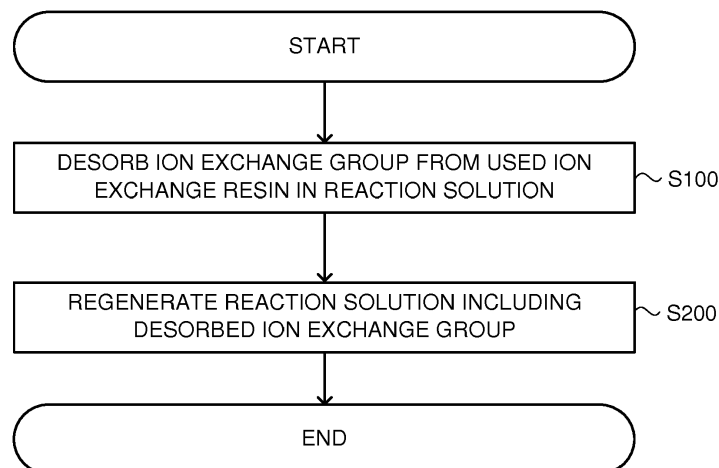 START
DESORB ION EXCHANGE GROUP FROM USED ION
EXCHANGE RESIN IN REACTION SOLUTION
S100
REGENERATE REACTION SOLUTION INCLUDING
DESORBED ION EXCHANGE GROUP
S200
END